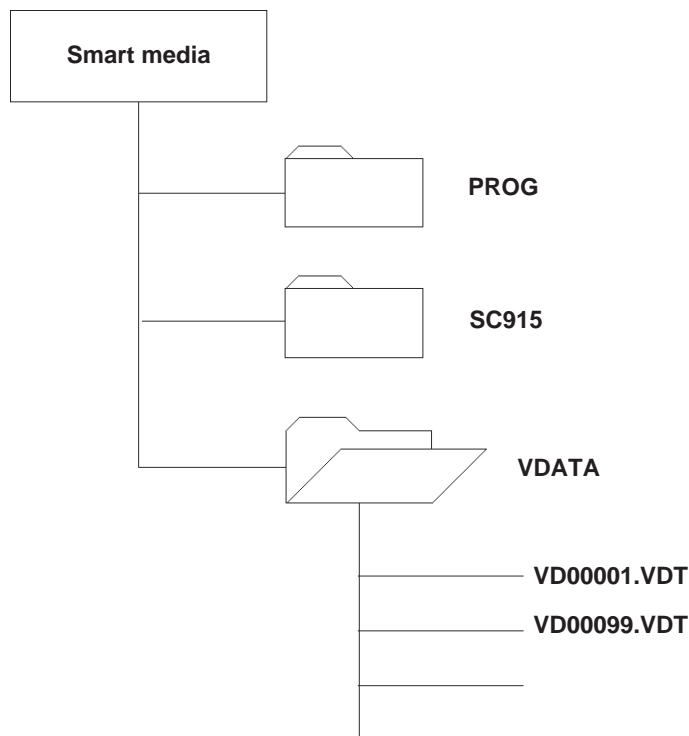 Smart media
PROG
SC915
VDATA
VD00001.VDT
VD00099.VDT